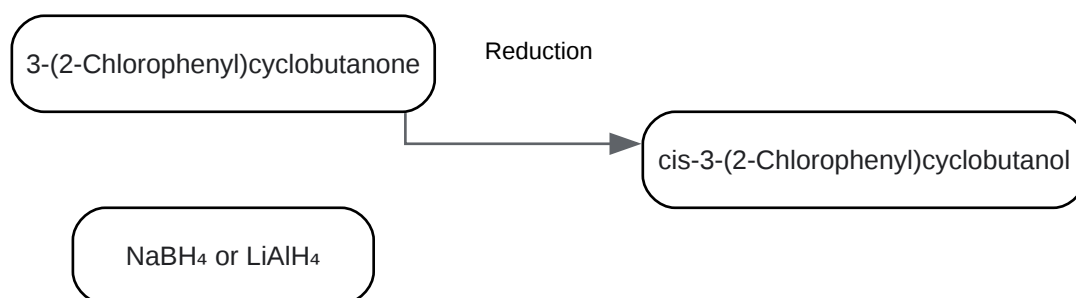 3-(2-Chlorophenyl)cyclobutanone
Reduction
cis-3-(2-Chlorophenyl)cyclobutanol
NaBH₄ or LiAlH₄